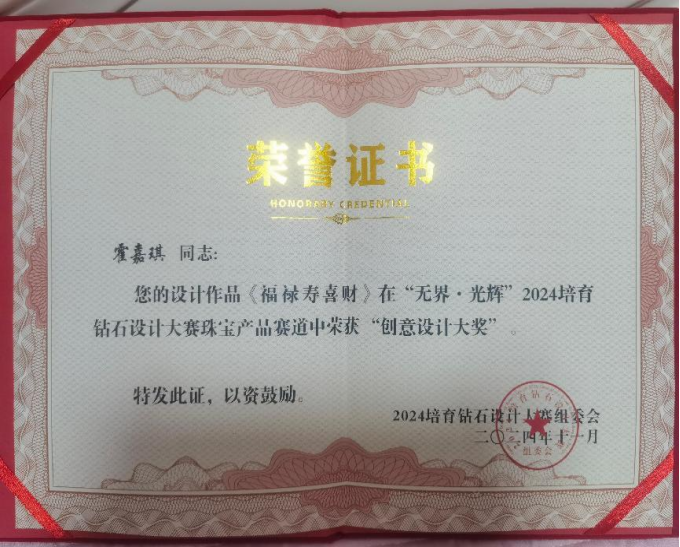 荣誉证书
HONORARY CREDENTIAL
霍嘉琪 同志:
您的设计作品《福禄寿喜财》在“无界·光辉”2024培育
钻石设计大赛珠宝产品赛道中荣获“创意设计大奖”。
特发此证，以资鼓励。
2024培育钻石设计大赛组委会
二〇二四年十一月
组委会